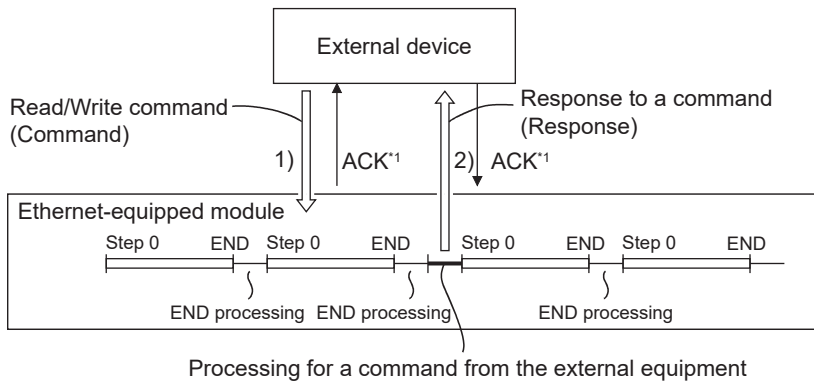 External device
Read/Write command
(Command)
Response to a command
(Response)
1)
ACK*1
2)
ACK*1
Ethernet-equipped module
Step 0
END
Step 0
END
Step 0
END
Step 0
END
END processing
END processing
END processing
Processing for a command from the external equipment